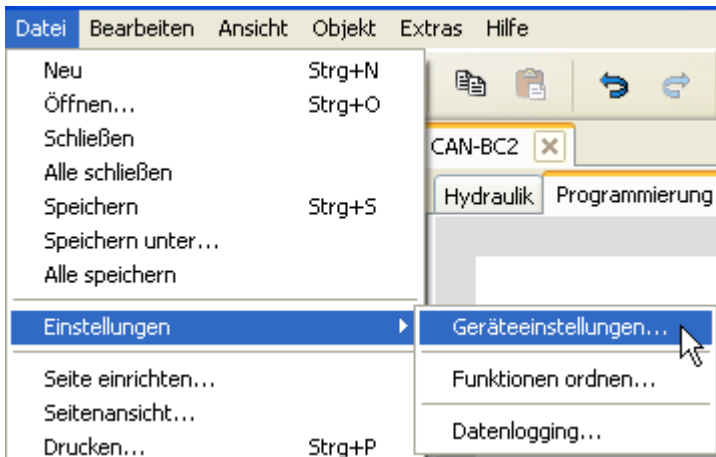 Datei Bearbeiten Ansicht Objekt Extras Hilfe
Neu Strg+N
Öffnen... Strg+O
Schließen
Alle schließen
Speichern Strg+S
Speichern unter...
Alle speichern
Einstellungen
Seite einrichten...
Seitenansicht...
Drucken... Strg+P
CAN-BC2
Hydraulik Programmierung
Geräteeinstellungen...
Funktionen ordnen...
Datenlogging...